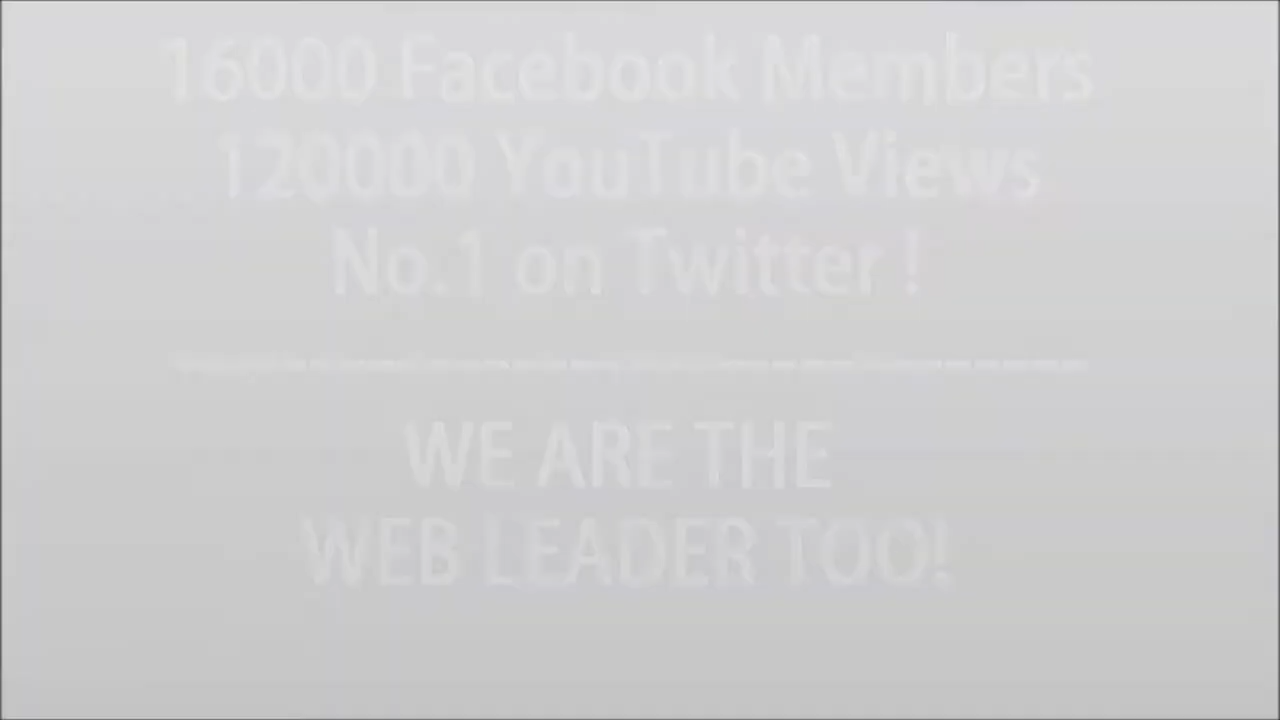 16000 Facebook Members
120000 YouTube Views
No.1 on Twitter !
WE ARE THE
WEB LEADER TOO!